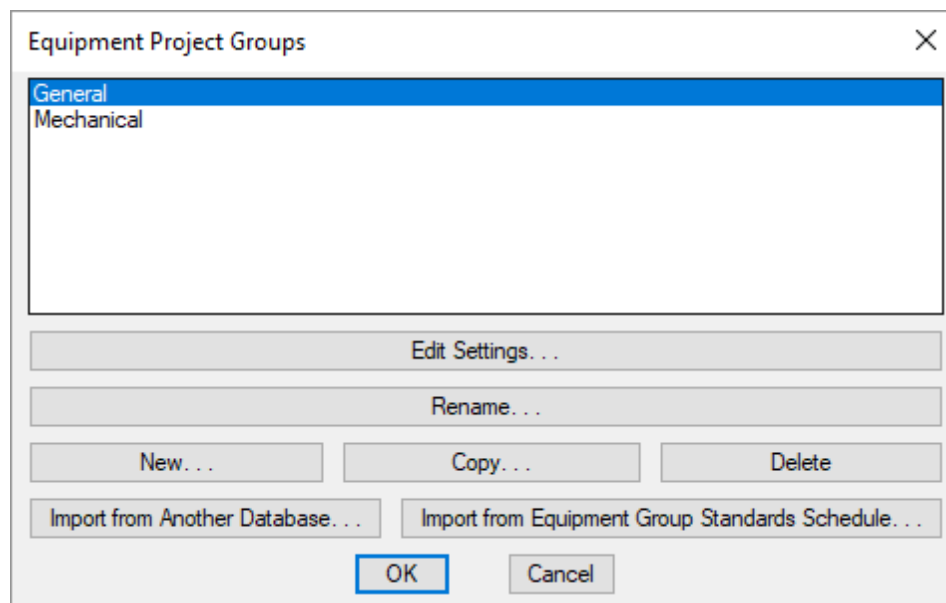 Equipment Project Groups
General
Mechanical
Edit Settings. . .
Rename. . .
New. . . Copy. . . Delete
Import from Another Database. . . Import from Equipment Group Standards Schedule. . .
OK Cancel